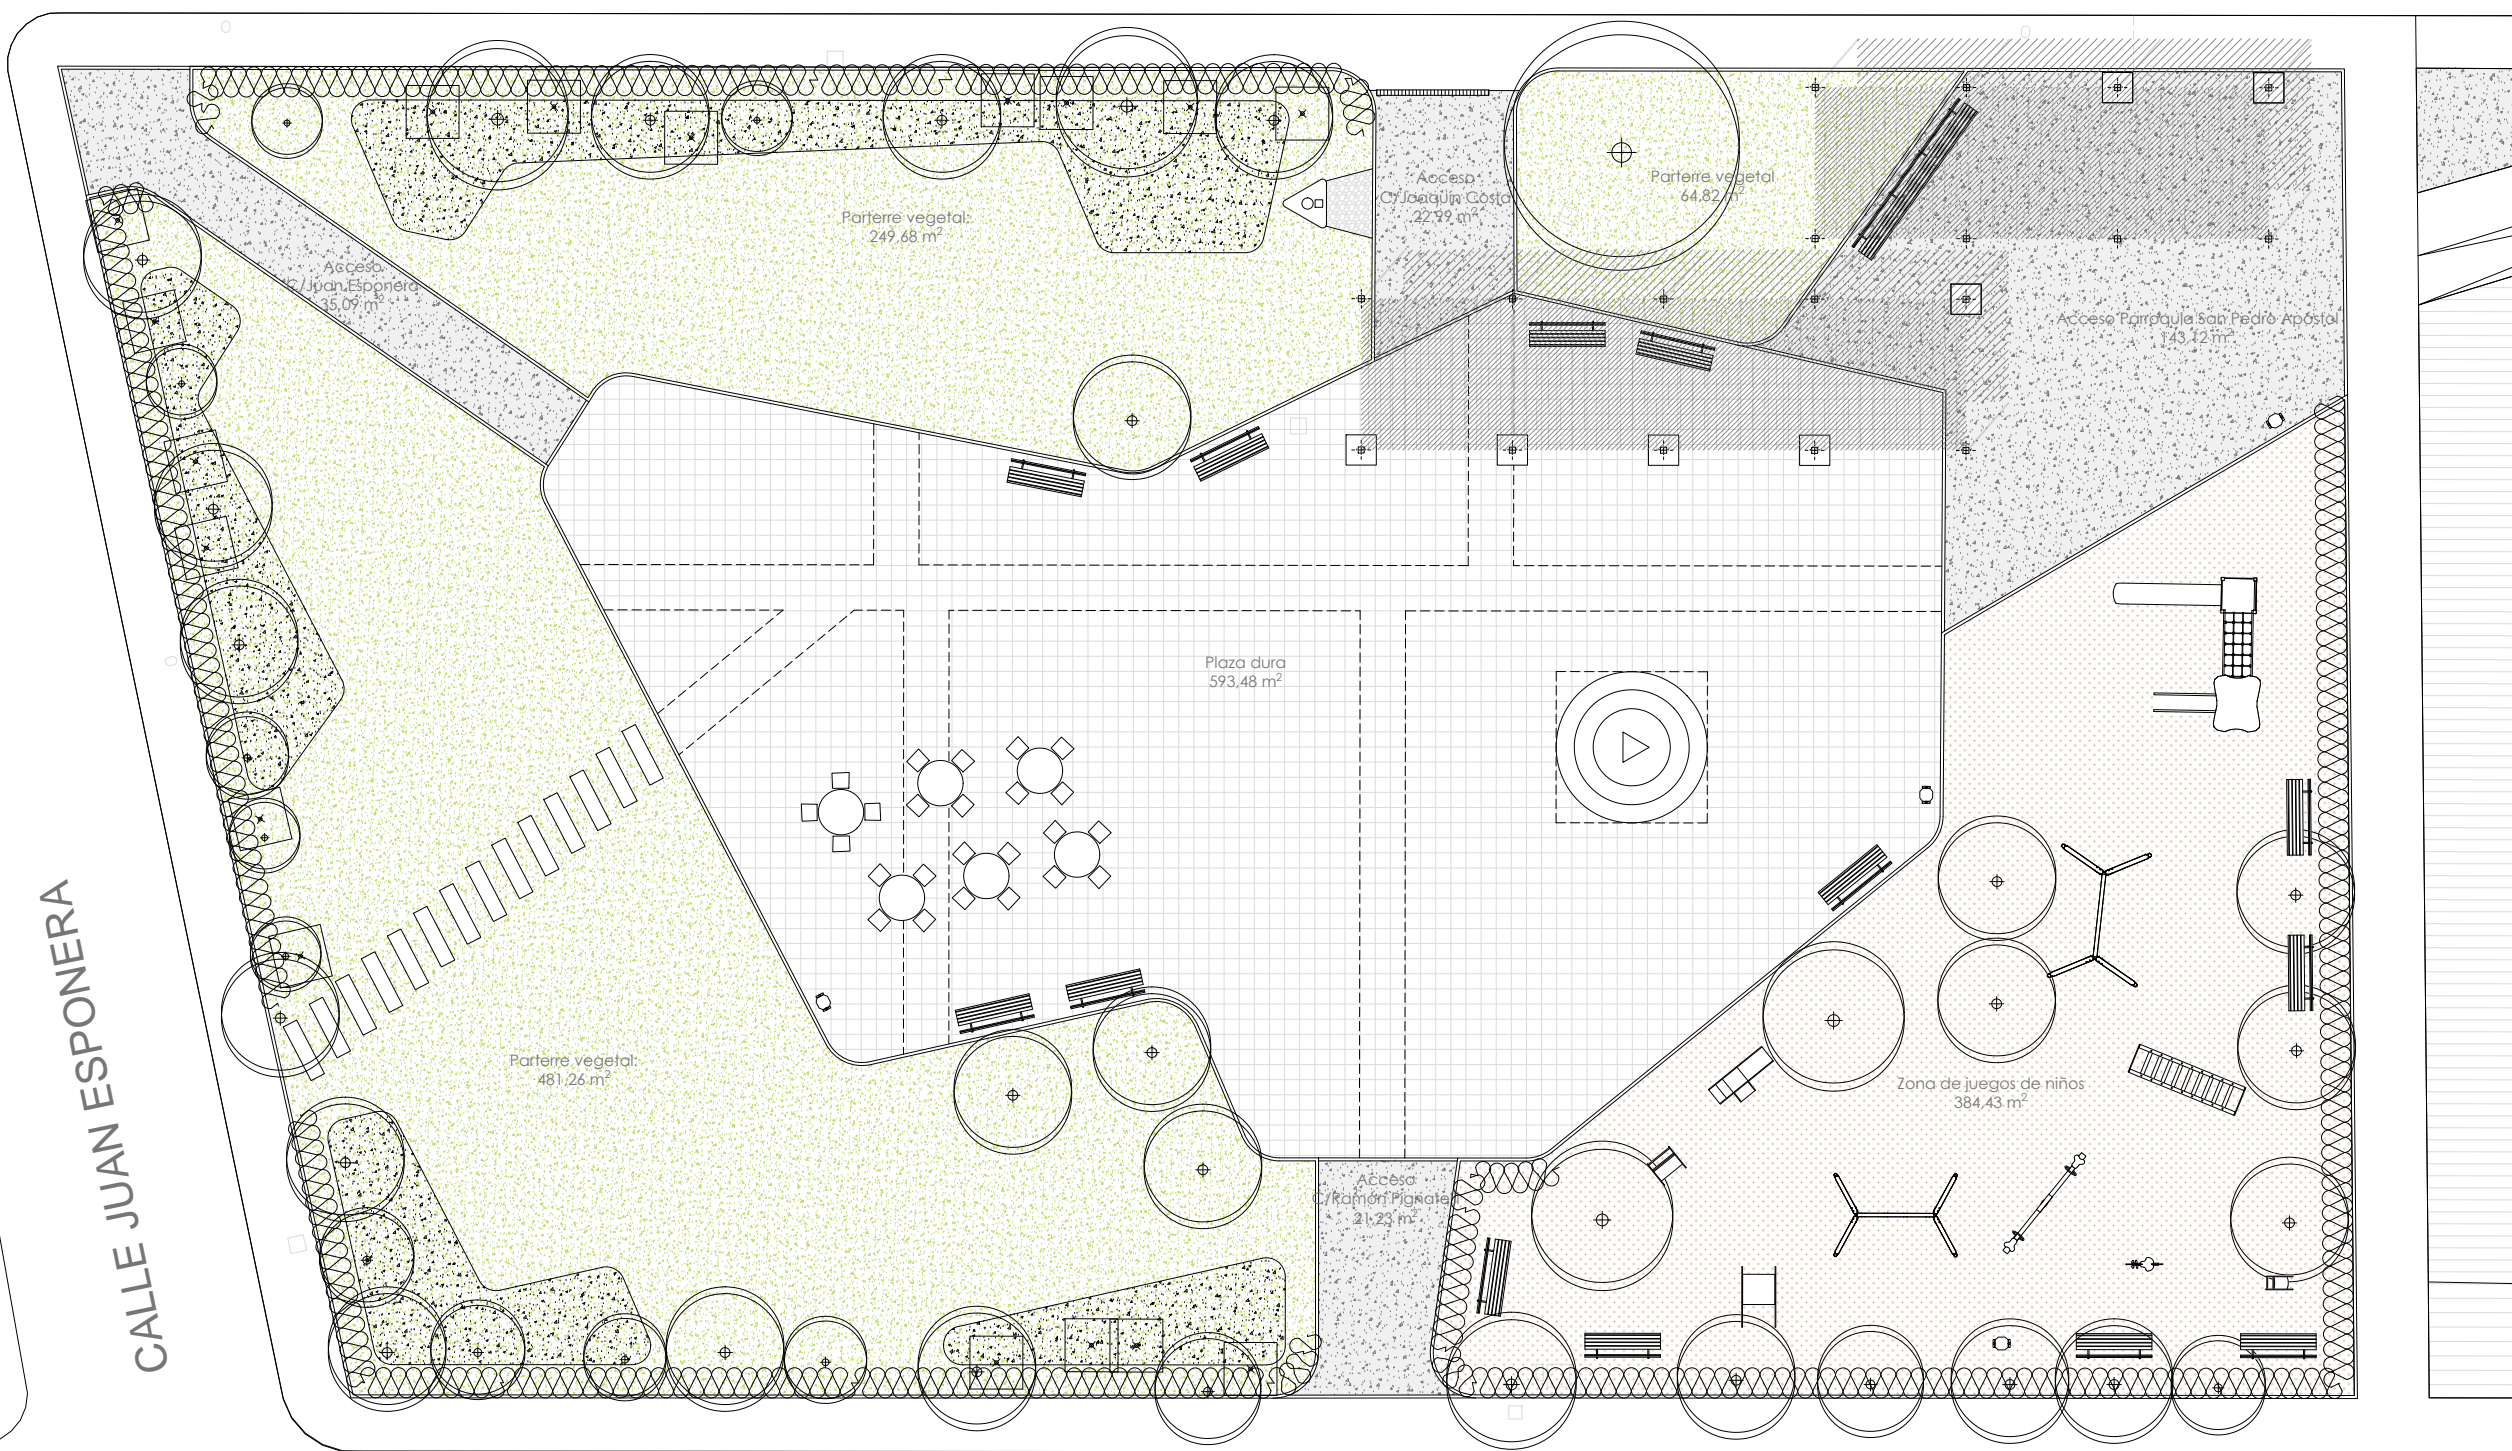 Acceso
C/Joaquín Costa
22,99 m²
Parterre vegetal
64,82 m²
Parterre vegetal:
249,68 m²
Acceso
C/Juan Esponera
35,09 m²
Acceso Parroquia San Pedro Apóstol
143,12 m²
Plaza dura
593,48 m²
CALLE JUAN ESPONERA
Parterre vegetal:
481,26 m²
Zona de juegos de niños
384,43 m²
Acceso
C/Ramón Pignatelli
21,23 m²